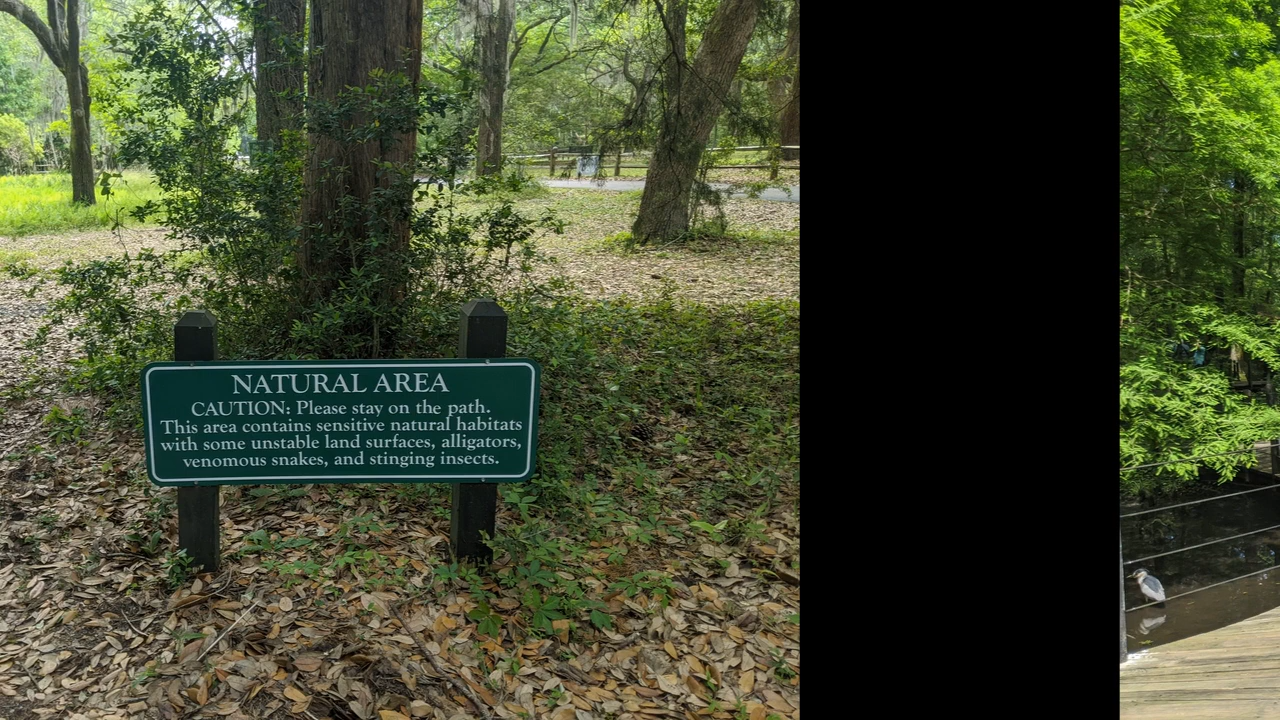 NATURAL AREA
CAUTION: Please stay on the path.
This area contains sensitive natural habitats
with some unstable land surfaces, alligators,
venomous snakes, and stinging insects.